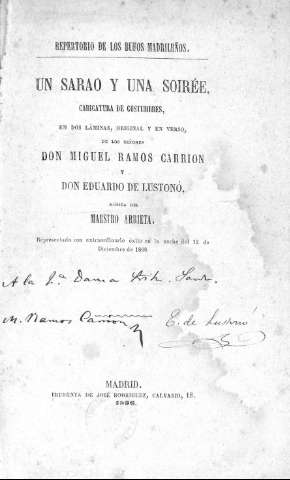 REPERTORIO DE LOS BUFOS MADRILEÑOS.
UN SARAO Y UNA SOIRÉE,
CARICATURA DE COSTUMBRES,
EN DOS LÁMINAS, ORIGINAL Y EN VERSO,
DE LOS SEÑORES
DON MIGUEL RAMOS CARRION
Y
DON EDUARDO DE LUSTONÓ,
MÚSICA DEL
MAESTRO ARRIETA.
Representada con extraordinario éxito en la noche del 12 de
Diciembre de 1866
A la Sª Dama
M. Ramos Carrion
E. de Lustonó
MADRID.
IMPRENTA DE JOSÉ RODRIGUEZ, CALVARIO, 18.
1866.